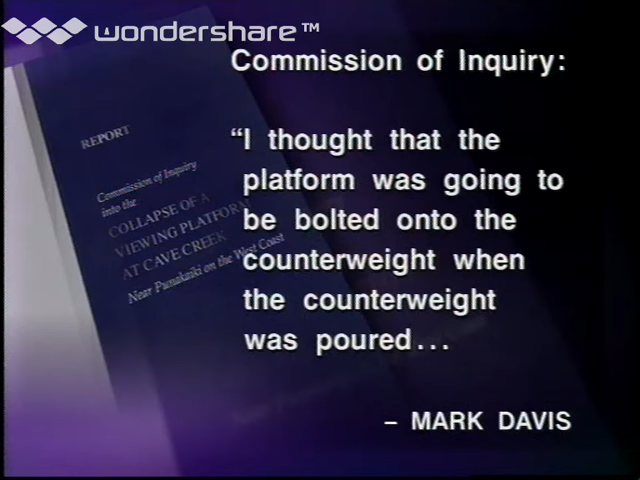 wondershare™
Commission of Inquiry:
“I thought that the
platform was going to
be bolted onto the
counterweight when
the counterweight
was poured...
– MARK DAVIS
REPORT
Commission of Inquiry
into the
COLLAPSE OF A
VIEWING PLATFORM
AT CAVE CREEK
Near Punakaiki on the West Coast